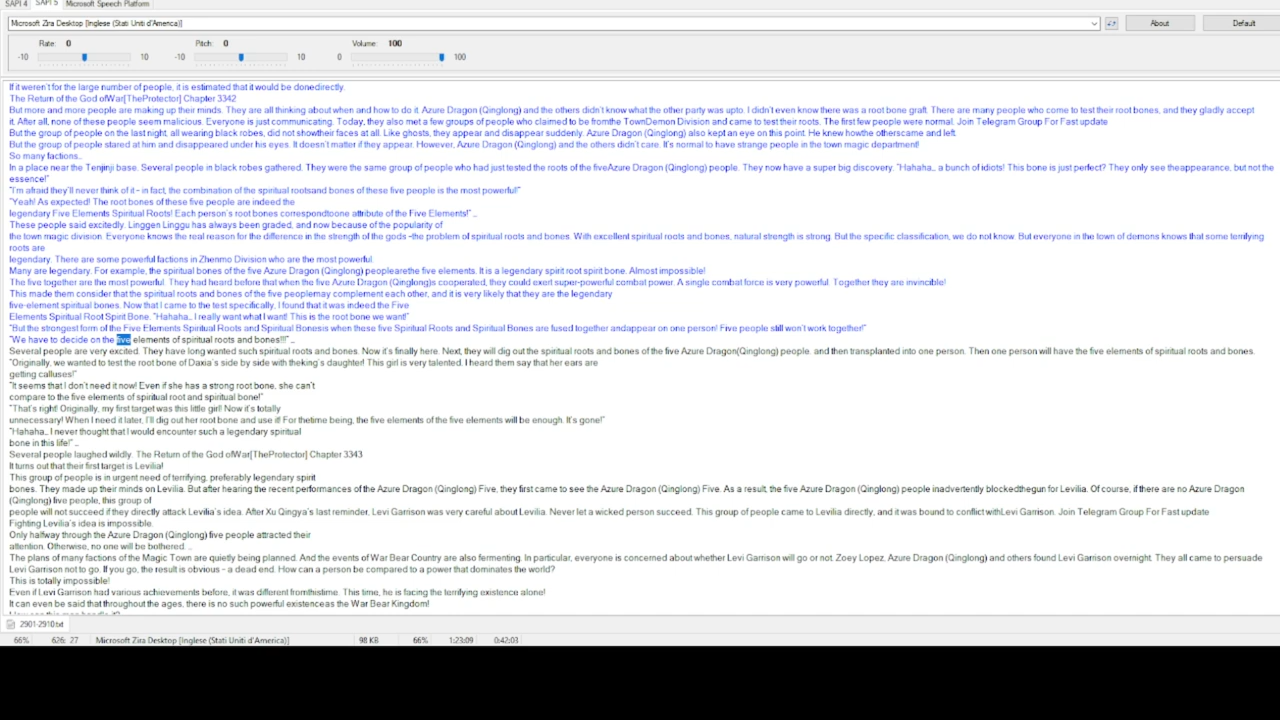 SAPI 4 SAPI 5 Microsoft Speech Platform
Microsoft Zira Desktop [Inglese (Stati Uniti d'America)] About Default
Rate: 0 Pitch: 0 Volume: 100
-10 10 -10 10 0 100
If it weren't for the large number of people, it is estimated that it would be donedirectly.
The Return of the God ofWar[TheProtector] Chapter 3342
But more and more people are making up their minds. They are all thinking about when and how to do it. Azure Dragon (Qinglong) and the others didn't know what the other party was upto. I didn't even know there was a root bone graft. There are many people who come to test their root bones, and they gladly accept
it. After all, none of these people seem malicious. Everyone is just communicating. Today, they also met a few groups of people who claimed to be fromthe TownDemon Division and came to test their roots. The first few people were normal. Join Telegram Group For Fast update
But the group of people on the last night, all wearing black robes, did not showtheir faces at all. Like ghosts, they appear and disappear suddenly. Azure Dragon (Qinglong) also kept an eye on this point. He knew howthe otherscame and left.
But the group of people stared at him and disappeared under his eyes. It doesn't matter if they appear. However, Azure Dragon (Qinglong) and the others didn't care. It's normal to have strange people in the town magic department!
So many factions...
In a place near the Tenjinji base. Several people in black robes gathered. They were the same group of people who had just tested the roots of the fiveAzure Dragon (Qinglong) people. They now have a super big discovery. "Hahaha... a bunch of idiots! This bone is just perfect? They only see theappearance, but not the
essence!"
"I'm afraid they'll never think of it - in fact, the combination of the spiritual rootsand bones of these five people is the most powerful!"
"Yeah! As expected! The root bones of these five people are indeed the
legendary Five Elements Spiritual Roots! Each person's root bones correspondtoone attribute of the Five Elements!" ...
These people said excitedly. Linggen Linggu has always been graded, and now because of the popularity of
the town magic division. Everyone knows the real reason for the difference in the strength of the gods -the problem of spiritual roots and bones. With excellent spiritual roots and bones, natural strength is strong. But the specific classification, we do not know. But everyone in the town of demons knows that some terrifying
roots are
legendary. There are some powerful factions in Zhenmo Division who are the most powerful.
Many are legendary. For example, the spiritual bones of the five Azure Dragon (Qinglong) peoplearethe five elements. It is a legendary spirit root spirit bone. Almost impossible!
The five together are the most powerful. They had heard before that when the five Azure Dragon (Qinglong)s cooperated, they could exert super-powerful combat power. A single combat force is very powerful. Together they are invincible!
This made them consider that the spiritual roots and bones of the five peoplemay complement each other, and it is very likely that they are the legendary
five-element spiritual bones. Now that I came to the test specifically, I found that it was indeed the Five
Elements Spiritual Root Spirit Bone. "Hahaha... I really want what I want! This is the root bone we want!"
"But the strongest form of the Five Elements Spiritual Roots and Spiritual Bonesis when these five Spiritual Roots and Spiritual Bones are fused together andappear on one person! Five people still won't work together!"
"We have to decide on the five elements of spiritual roots and bones!!!" ...
Several people are very excited. They have long wanted such spiritual roots and bones. Now it's finally here. Next, they will dig out the spiritual roots and bones of the five Azure Dragon(Qinglong) people, and then transplanted into one person. Then one person will have the five elements of spiritual roots and bones.
"Originally, we wanted to test the root bone of Daxia's side by side with theking's daughter! This girl is very talented. I heard them say that her ears are
getting calluses!"
"It seems that I don't need it now! Even if she has a strong root bone, she can't
compare to the five elements of spiritual root and spiritual bone!"
"That's right! Originally, my first target was this little girl! Now it's totally
unnecessary! When I need it later, I'll dig out her root bone and use it! For thetime being, the five elements of the five elements will be enough. It's gone!"
"Hahaha... I never thought that I would encounter such a legendary spiritual
bone in this life!" ...
Several people laughed wildly. The Return of the God ofWar[TheProtector] Chapter 3343
It turns out that their first target is Levilia!
This group of people is in urgent need of terrifying, preferably legendary spirit
bones. They made up their minds on Levilia. But after hearing the recent performances of the Azure Dragon (Qinglong) Five, they first came to see the Azure Dragon (Qinglong) Five. As a result, the five Azure Dragon (Qinglong) people inadvertently blockedthegun for Levilia. Of course, if there are no Azure Dragon
(Qinglong) five people, this group of
people will not succeed if they directly attack Levilia's idea. After Xu Qingya's last reminder, Levi Garrison was very careful about Levilia. Never let a wicked person succeed. This group of people came to Levilia directly, and it was bound to conflict withLevi Garrison. Join Telegram Group For Fast update
Fighting Levilia's idea is impossible.
Only halfway through the Azure Dragon (Qinglong) five people attracted their
attention. Otherwise, no one will be bothered. ...
The plans of many factions of the Magic Town are quietly being planned. And the events of War Bear Country are also fermenting. In particular, everyone is concerned about whether Levi Garrison will go or not. Zoey Lopez, Azure Dragon (Qinglong) and others found Levi Garrison overnight. They all came to persuade
Levi Garrison not to go. If you go, the result is obvious - a dead end. How can a person be compared to a power that dominates the world?
This is totally impossible!
Even if Levi Garrison had various achievements before, it was different fromthistime. This time, he is facing the terrifying existence alone!
It can even be said that throughout the ages, there is no such powerful existenceas the War Bear Kingdom!
2901-2910.txt
66% 626: 27 Microsoft Zira Desktop [Inglese (Stati Uniti d'America)] 98 KB 66% 1:23:09 0:42:03